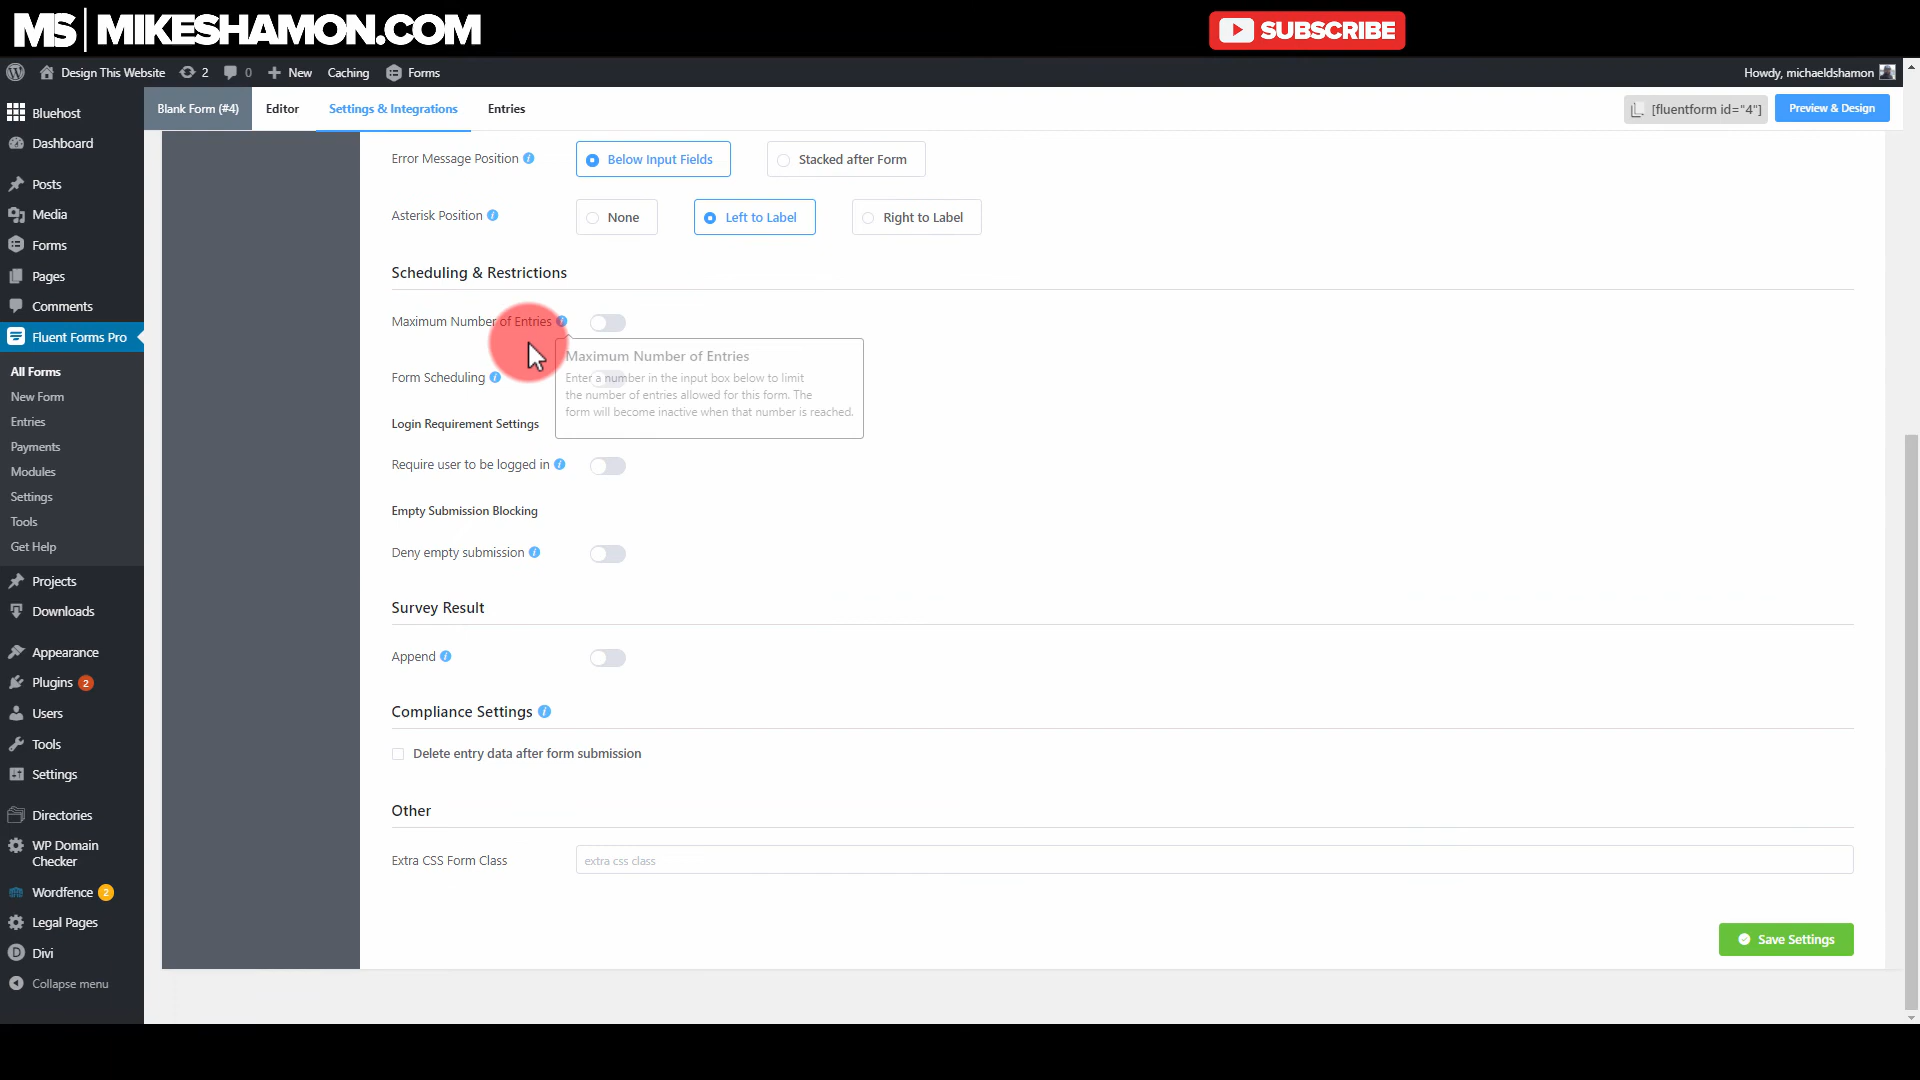 MS | MIKESHAMON.COM
SUBSCRIBE
Design This Website 2 0 New Caching Forms
Howdy, michaeldshamon
Blank Form (#4) Editor Settings & Integrations Entries
[fluentform id="4"] Preview & Design
Bluehost
Dashboard
Posts
Media
Forms
Pages
Comments
Fluent Forms Pro
All Forms
New Form
Entries
Payments
Modules
Settings
Tools
Get Help
Projects
Downloads
Appearance
Plugins 2
Users
Tools
Settings
Directories
WP Domain
Checker
Wordfence 2
Legal Pages
Divi
Collapse menu
Error Message Position Below Input Fields Stacked after Form
Asterisk Position None Left to Label Right to Label
Scheduling & Restrictions
Maximum Number of Entries
Maximum Number of Entries
Enter a number in the input box below to limit
the number of entries allowed for this form. The
form will become inactive when that number is reached.
Form Scheduling
Login Requirement Settings
Require user to be logged in
Empty Submission Blocking
Deny empty submission
Survey Result
Append
Compliance Settings
Delete entry data after form submission
Other
Extra CSS Form Class extra css class
Save Settings